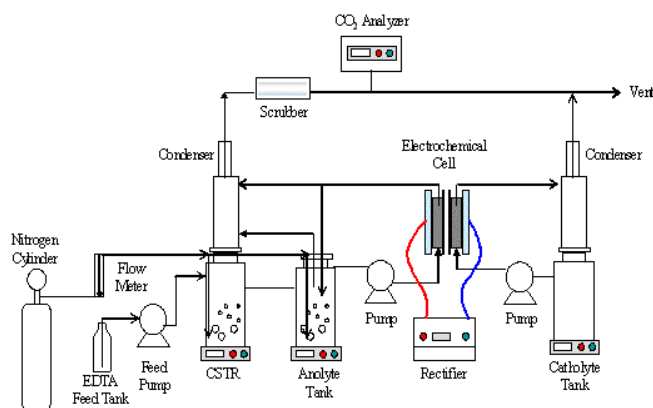 CO₂ Analyzer
Vent
Scrubber
Condenser
Electrochemical
Cell
Condenser
Nitrogen
Cylinder
Flow
Meter
Pump
Pump
EDTA
Feed Tank
Feed
Pump
CSTR
Anolyte
Tank
Rectifier
Catholyte
Tank